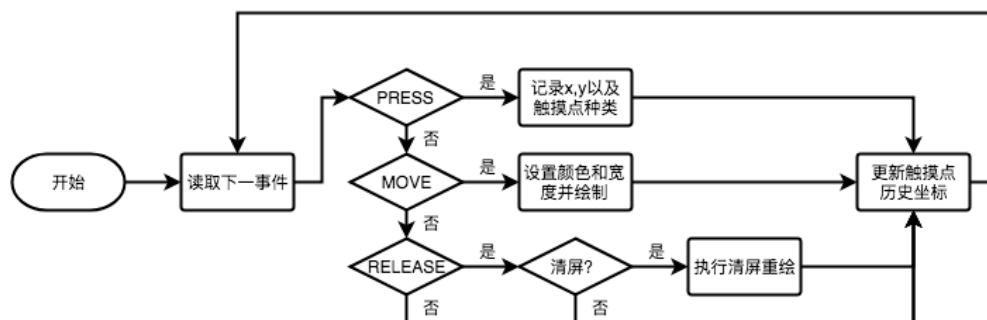 PRESS
是
记录x,y以及
触摸点种类
否
开始
读取下一事件
MOVE
是
设置颜色和宽
度并绘制
更新触摸点
历史坐标
否
RELEASE
是
清屏?
是
执行清屏重绘
否
否